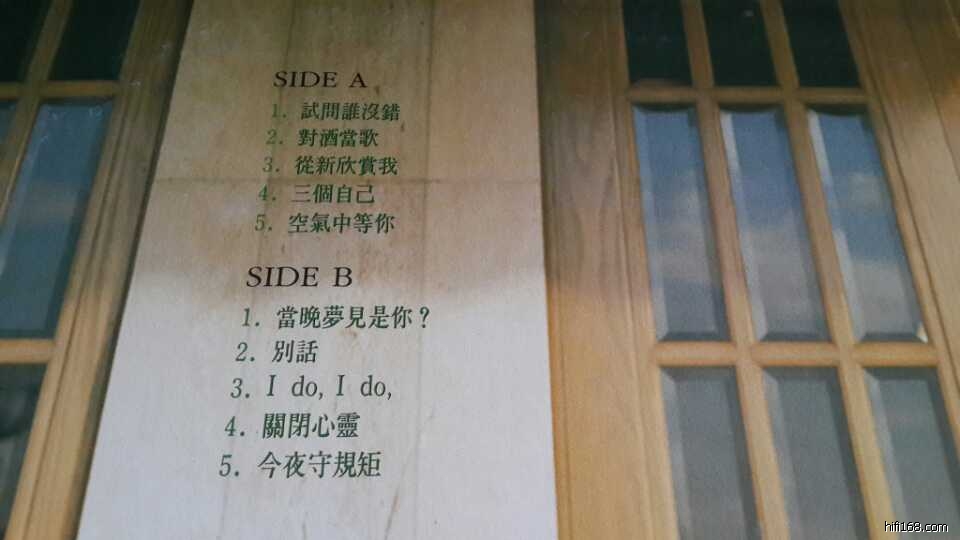 SIDE A
1. 試問誰沒錯
2. 對酒當歌
3. 從新欣賞我
4. 三個自己
5. 空氣中等你
SIDE B
1. 當晚夢見是你？
2. 別話
3. I do, I do,
4. 關閉心靈
5. 今夜守規矩
hifi168.com